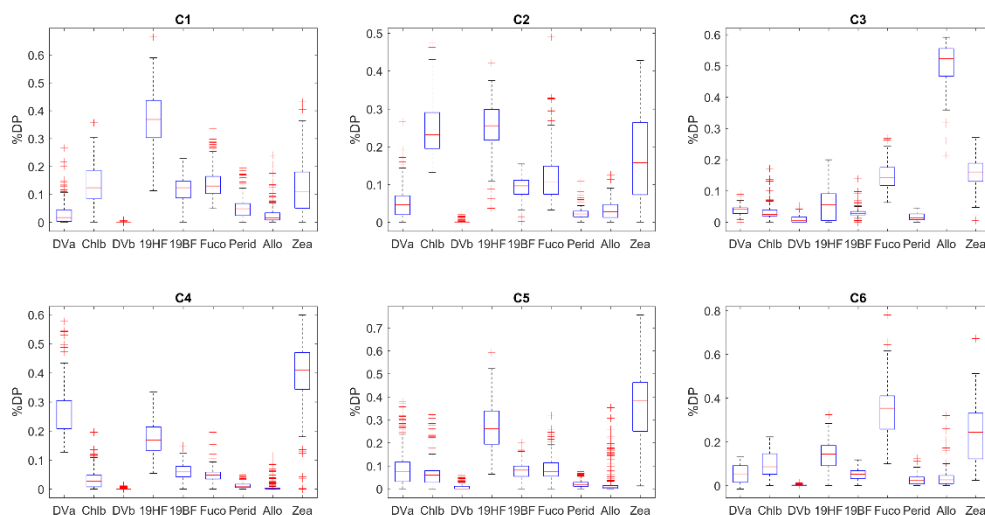 C1 C2 C3
%DP %DP %DP
0.6 0.5 0.6
0.5 0.4 0.5
0.4 0.3 0.4
0.3 0.2 0.3
0.2 0.1 0.2
0.1 0 0.1
0 0
DVa Chlb DVb 19HF 19BF Fuco Perid Allo Zea DVa Chlb DVb 19HF 19BF Fuco Perid Allo Zea DVa Chlb DVb 19HF 19BF Fuco Perid Allo Zea
C4 C5 C6
%DP %DP %DP
0.6 0.7 0.8
0.5 0.6 0.6
0.4 0.5 0.4
0.3 0.4 0.2
0.2 0.3 0
0.1 0.2
0 0.1
0
DVa Chlb DVb 19HF 19BF Fuco Perid Allo Zea DVa Chlb DVb 19HF 19BF Fuco Perid Allo Zea DVa Chlb DVb 19HF 19BF Fuco Perid Allo Zea